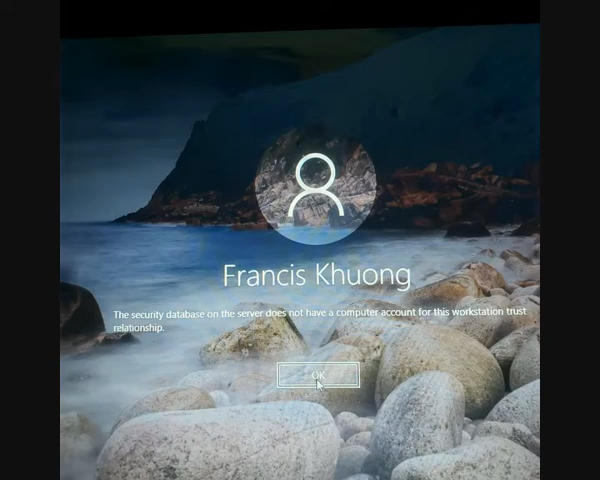 Francis Khuong
The security database on the server does not have a computer account for this workstation trust
relationship.
OK